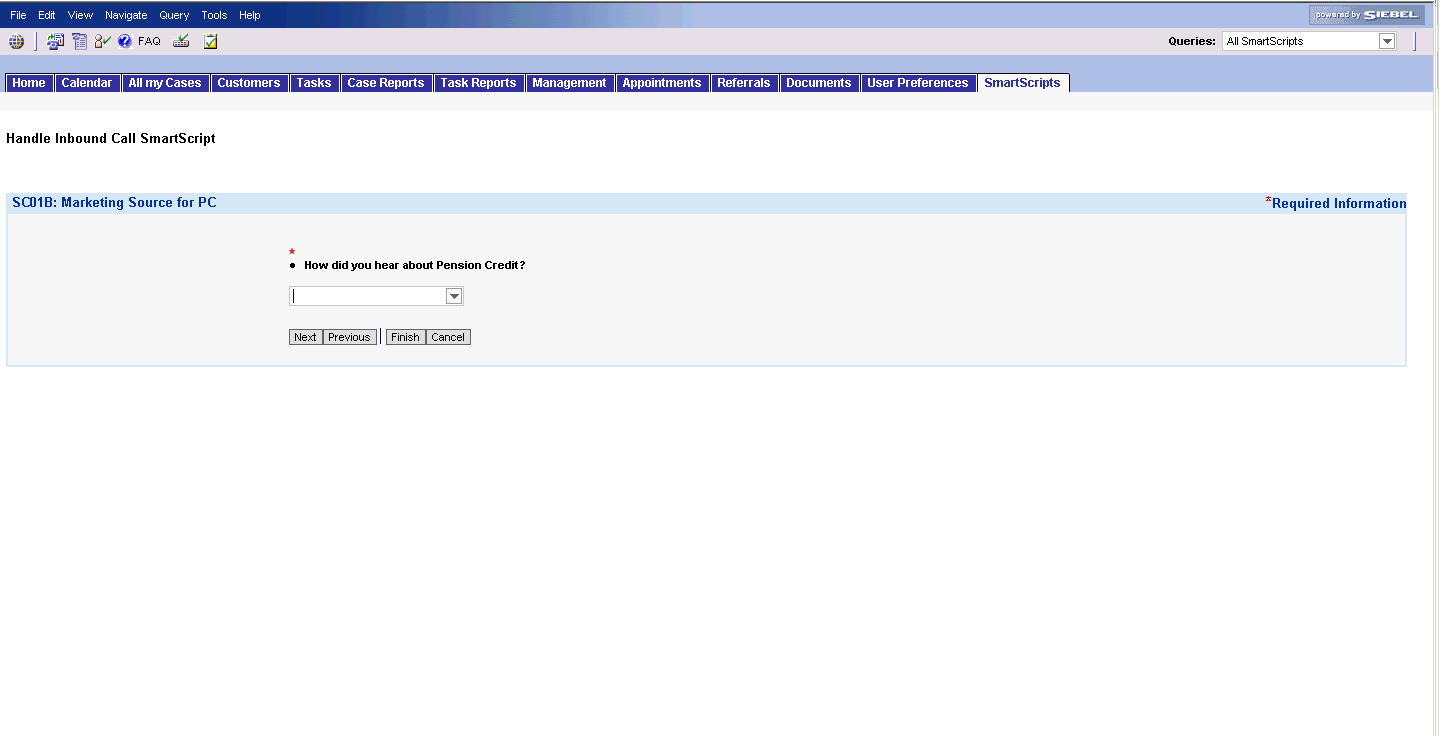 File Edit View Navigate Query Tools Help powered by SIEBEL
FAQ Queries: All SmartScripts
Home Calendar All my Cases Customers Tasks Case Reports Task Reports Management Appointments Referrals Documents User Preferences SmartScripts
Handle Inbound Call SmartScript
SC01B: Marketing Source for PC *Required Information
*
• How did you hear about Pension Credit?
Next Previous Finish Cancel